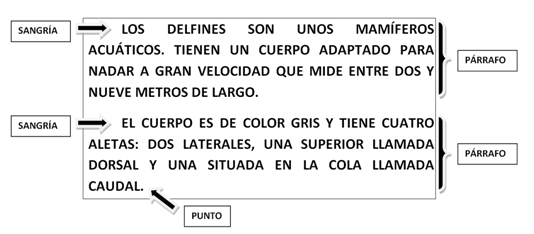 SANGRÍA
LOS DELFINES SON UNOS MAMÍFEROS
ACUÁTICOS. TIENEN UN CUERPO ADAPTADO PARA
NADAR A GRAN VELOCIDAD QUE MIDE ENTRE DOS Y
NUEVE METROS DE LARGO.
PÁRRAFO
SANGRÍA
EL CUERPO ES DE COLOR GRIS Y TIENE CUATRO
ALETAS: DOS LATERALES, UNA SUPERIOR LLAMADA
DORSAL Y UNA SITUADA EN LA COLA LLAMADA
CAUDAL.
PÁRRAFO
PUNTO